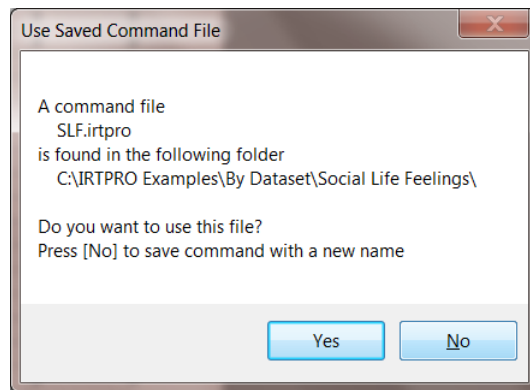 Use Saved Command File
A command file
SLF.irtpro
is found in the following folder
C:\IRTPRO Examples\By Dataset\Social Life Feelings\
Do you want to use this file?
Press [No] to save command with a new name
Yes
No